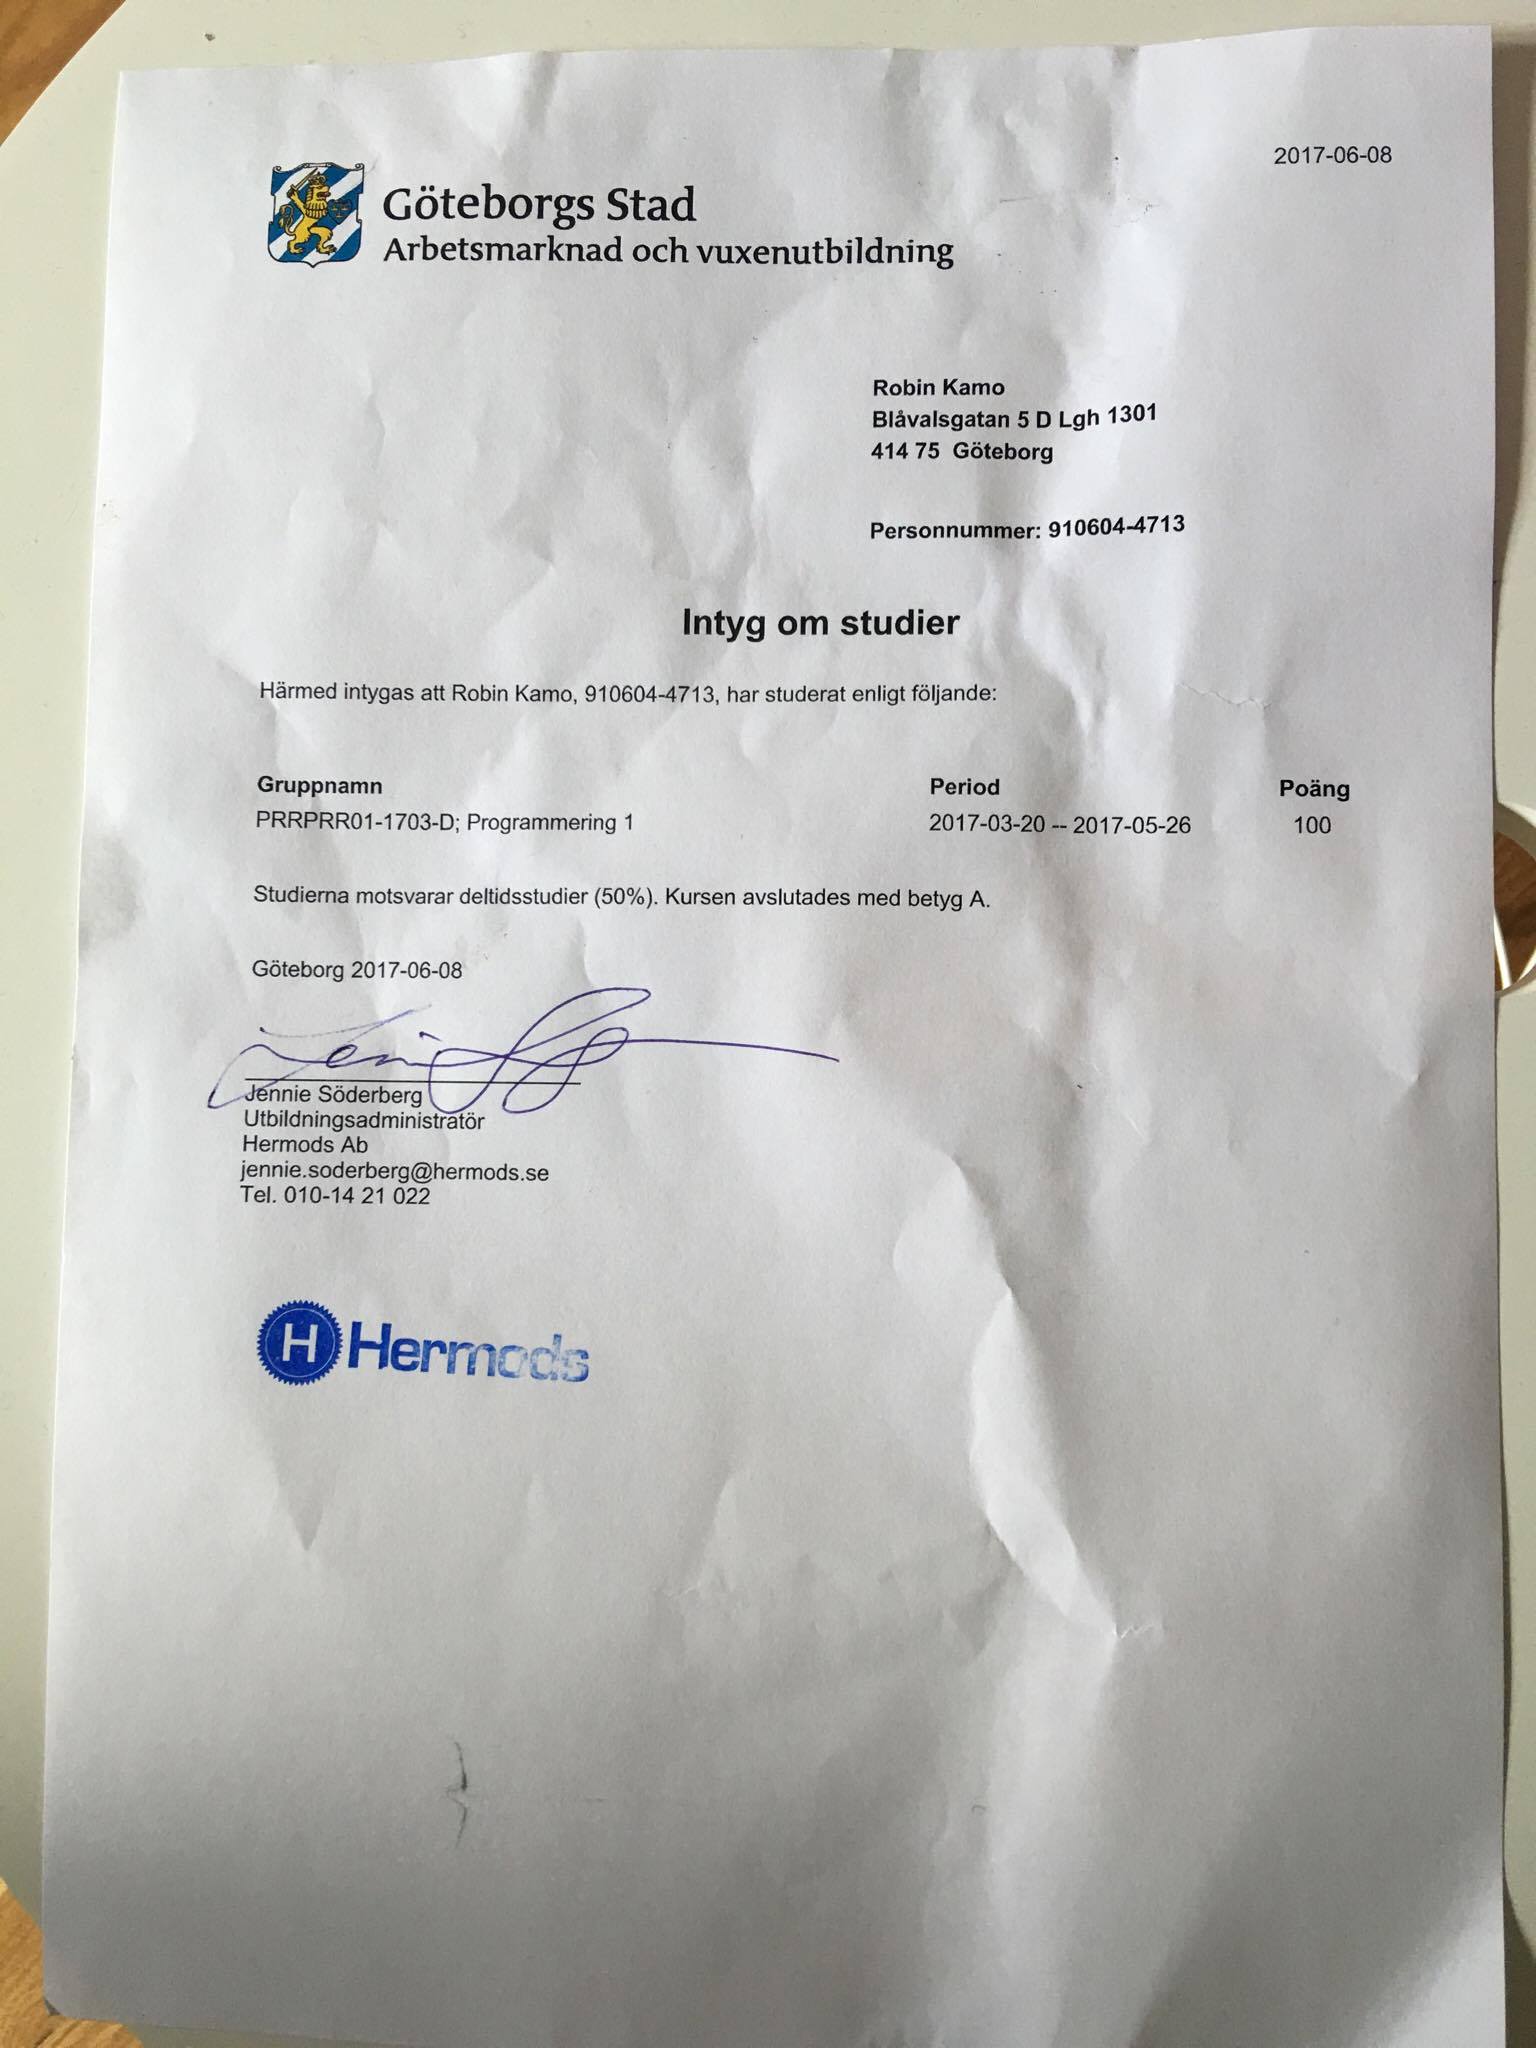 2017-06-08
Göteborgs Stad
Arbetsmarknad och vuxenutbildning
Robin Kamo
Blåvalsgatan 5 D Lgh 1301
414 75 Göteborg
Personnummer: 910604-4713
Intyg om studier
Härmed intygas att Robin Kamo, 910604-4713, har studerat enligt följande:
Gruppnamn Period Poäng
PRRPRR01-1703-D; Programmering 1 2017-03-20 -- 2017-05-26 100
Studierna motsvarar deltidsstudier (50%). Kursen avslutades med betyg A.
Göteborg 2017-06-08
Jennie Söderberg
Utbildningsadministratör
Hermods Ab
jennie.soderberg@hermods.se
Tel. 010-14 21 022
H Hermods